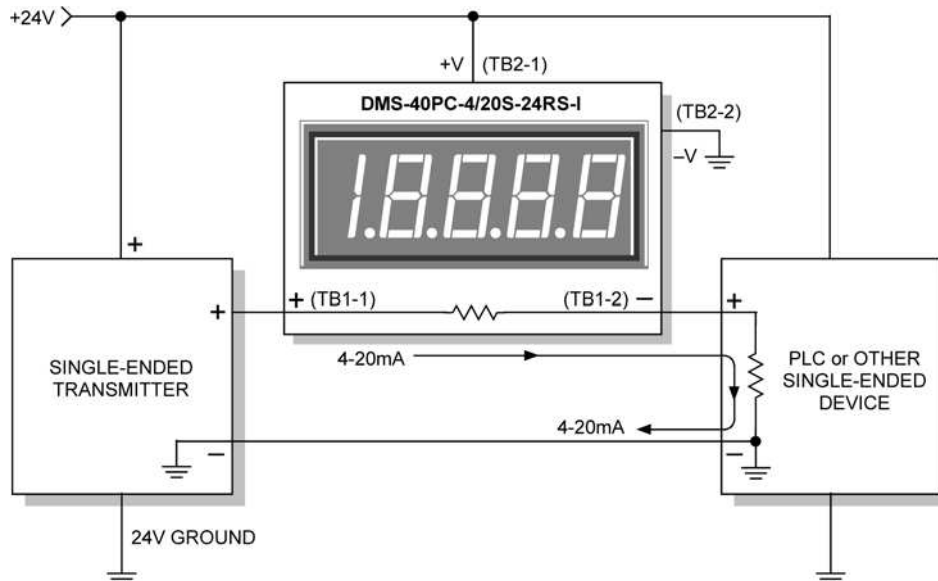 +24V
+V (TB2-1)
DMS-40PC-4/20S-24RS-I
(TB2-2)
–V
1.8.8.8.8
+
+ (TB1-1) (TB1-2) –
+
+
SINGLE-ENDED
TRANSMITTER
4-20mA
PLC or OTHER
SINGLE-ENDED
DEVICE
4-20mA
–
–
24V GROUND